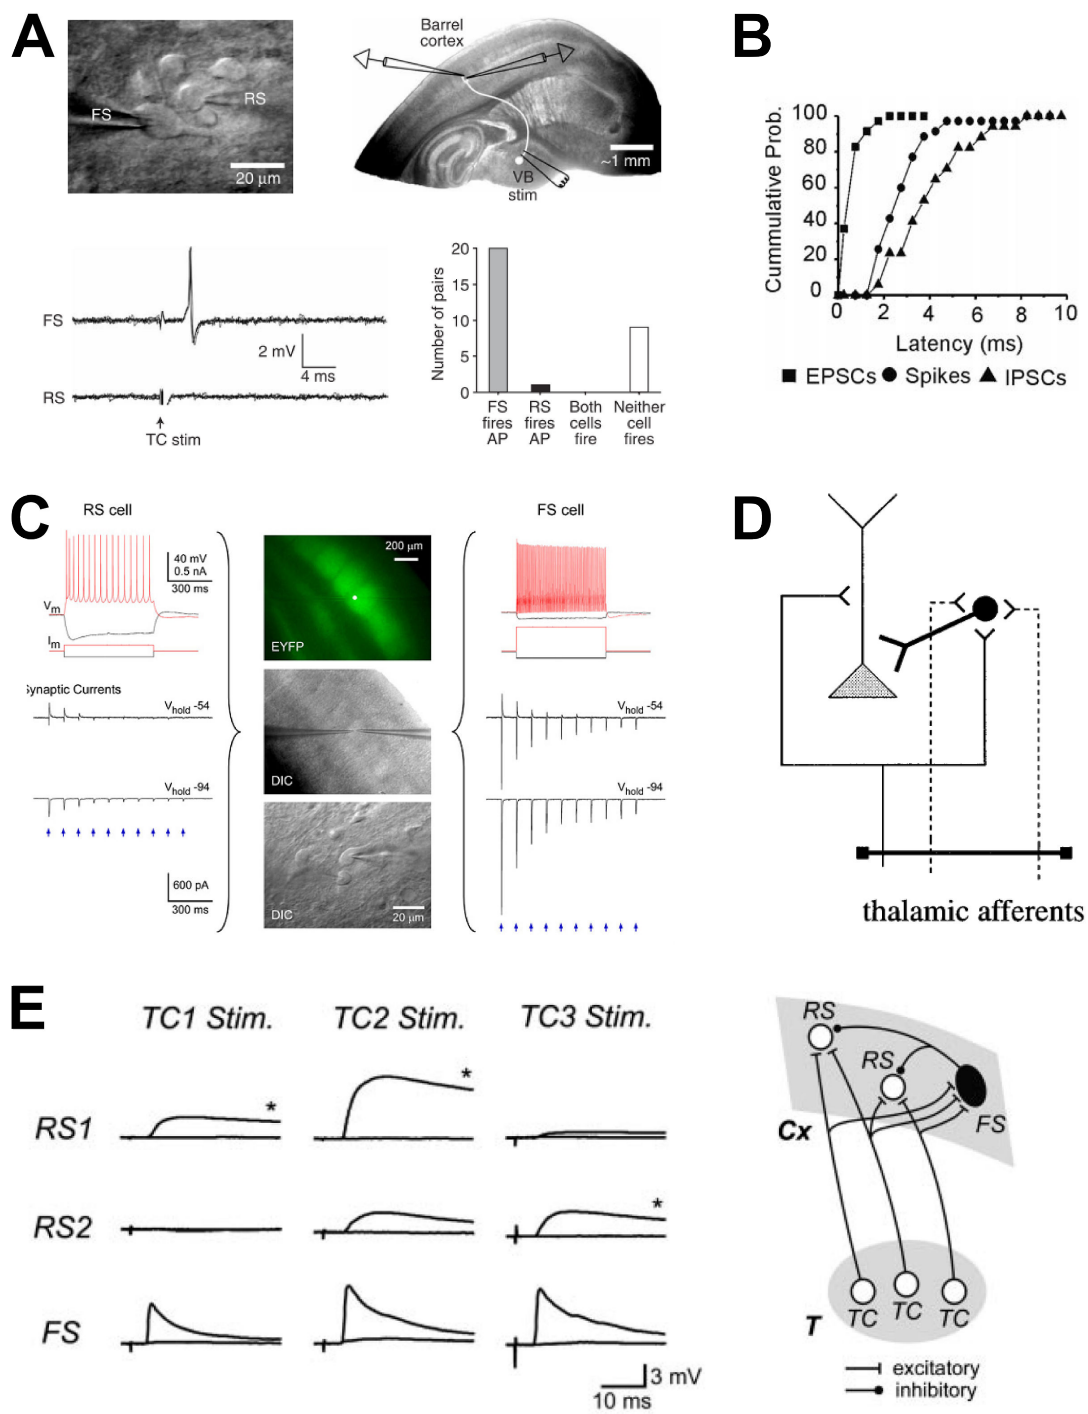 A
FS
RS
20 µm
Barrel
cortex
VB
stim
~1 mm
FS
2 mV
4 ms
RS
TC stim
Number of pairs
20
15
10
5
0
FS
fires
AP
RS
fires
AP
Both
cells
fire
Neither
cell
fires
B
Cummulative Prob.
100
80
60
40
20
0
0 2 4 6 8 10
Latency (ms)
EPSCs Spikes IPSCs
C
RS cell
40 mV
0.5 nA
300 ms
Vm
Im
Synaptic Currents
Vhold -54
Vhold -94
600 pA
300 ms
200 µm
EYFP
DIC
DIC
20 µm
FS cell
Vhold -54
Vhold -94
D
thalamic afferents
E
TC1 Stim. TC2 Stim. TC3 Stim.
RS1 * *
RS2 *
FS
3 mV
10 ms
RS
RS
FS
Cx
TC TC TC
T
excitatory
inhibitory